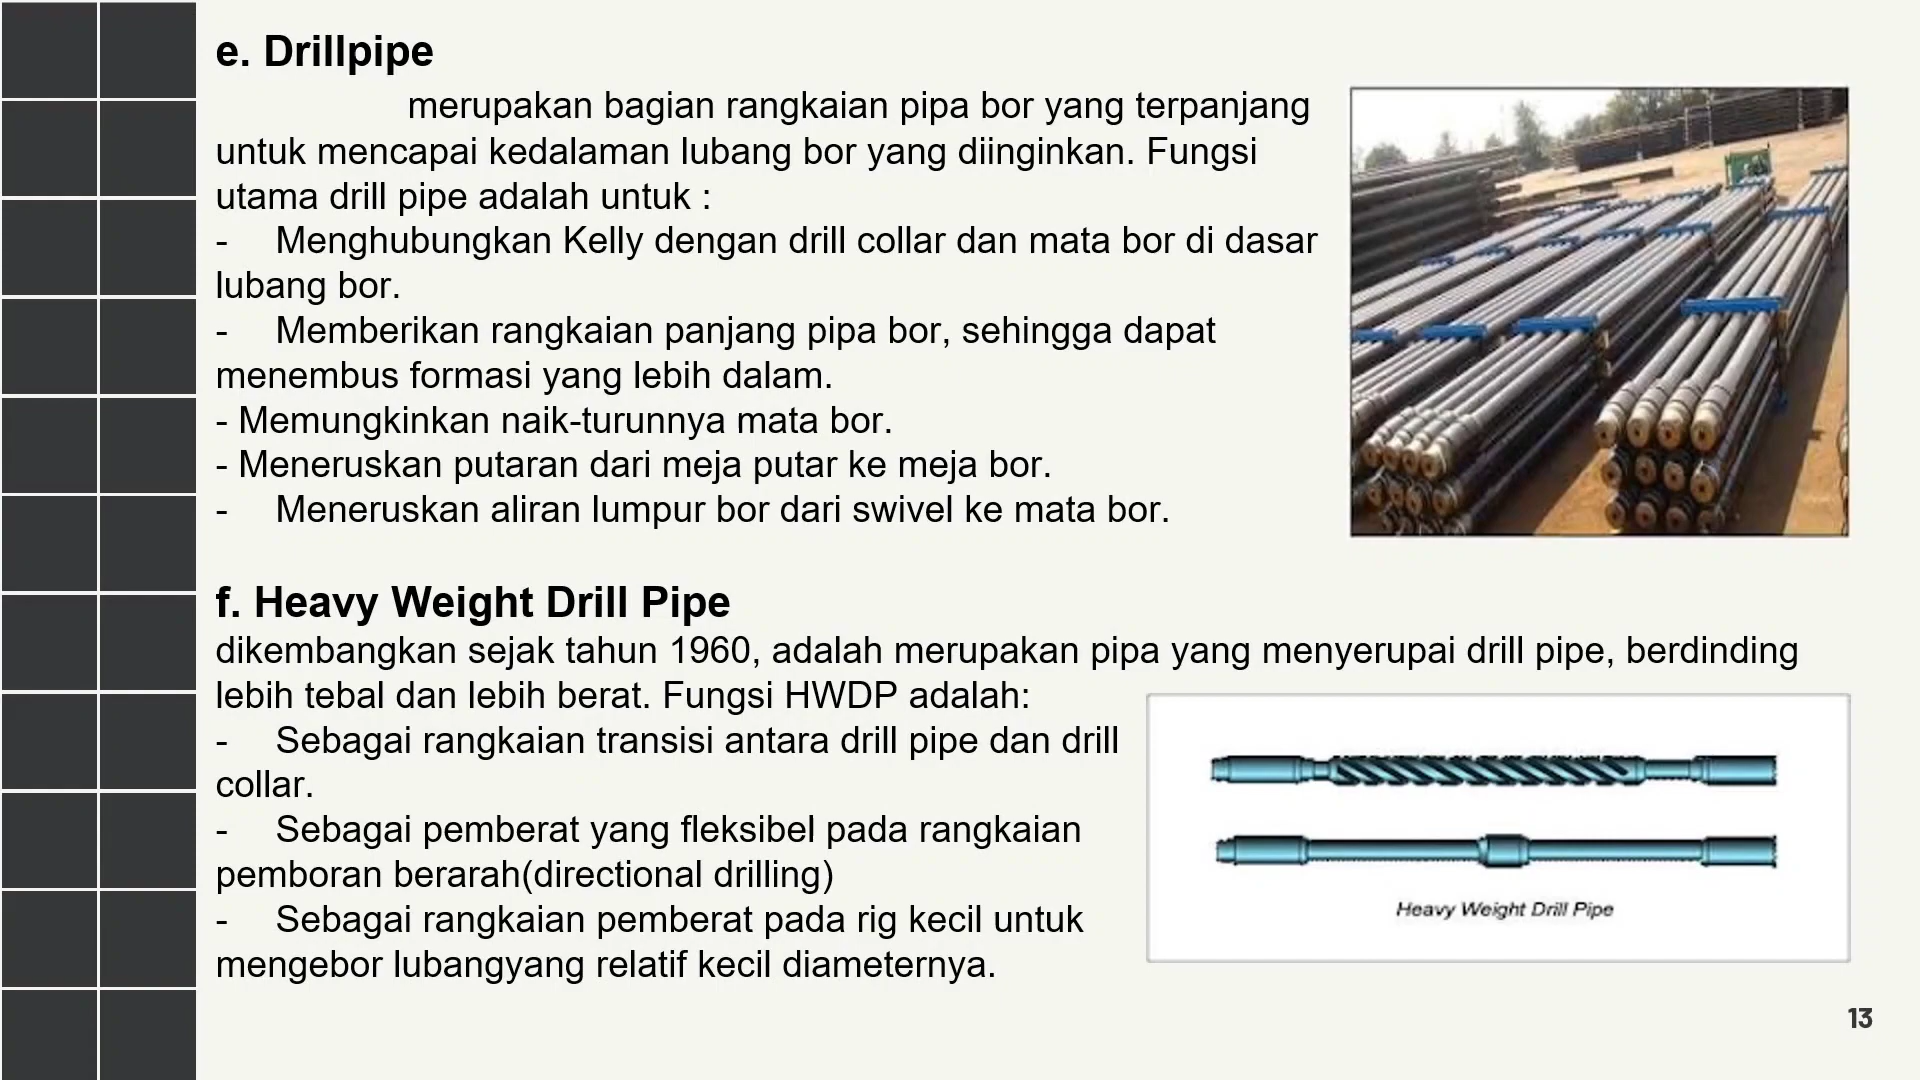 e. Drillpipe
merupakan bagian rangkaian pipa bor yang terpanjang
untuk mencapai kedalaman lubang bor yang diinginkan. Fungsi
utama drill pipe adalah untuk :
- Menghubungkan Kelly dengan drill collar dan mata bor di dasar
lubang bor.
- Memberikan rangkaian panjang pipa bor, sehingga dapat
menembus formasi yang lebih dalam.
- Memungkinkan naik-turunnya mata bor.
- Meneruskan putaran dari meja putar ke meja bor.
- Meneruskan aliran lumpur bor dari swivel ke mata bor.
f. Heavy Weight Drill Pipe
dikembangkan sejak tahun 1960, adalah merupakan pipa yang menyerupai drill pipe, berdinding
lebih tebal dan lebih berat. Fungsi HWDP adalah:
- Sebagai rangkaian transisi antara drill pipe dan drill
collar.
- Sebagai pemberat yang fleksibel pada rangkaian
pemboran berarah(directional drilling)
- Sebagai rangkaian pemberat pada rig kecil untuk
mengebor lubangyang relatif kecil diameternya.
Heavy Weight Drill Pipe
13